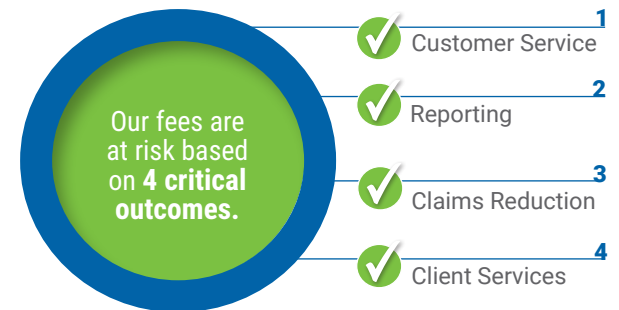 Our fees are
at risk based
on 4 critical
outcomes.
1
Customer Service
2
Reporting
3
Claims Reduction
4
Client Services